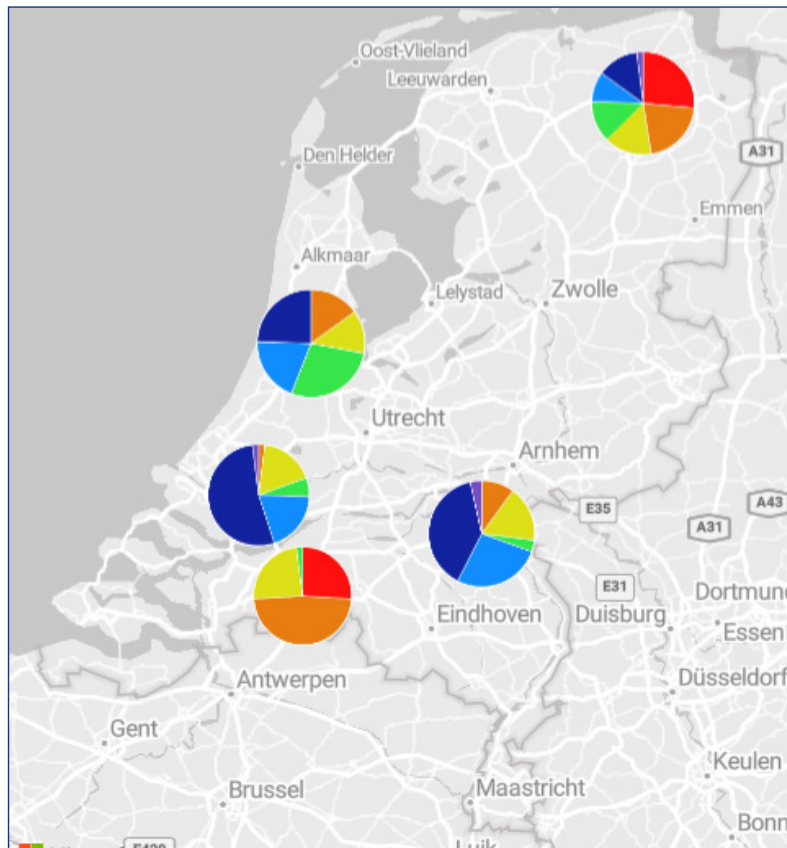 Oost-Vlieland
Leeuwarden
Den Helder
A31
Emmen
Alkmaar
Lelystad
Zwolle
Utrecht
Arnhem
E35
A43
A31
E31
Dortmund
Eindhoven
Duisburg
Essen
Antwerpen
Düsseldorf
Gent
Keulen
Brussel
Maastricht
Bonn
Luik